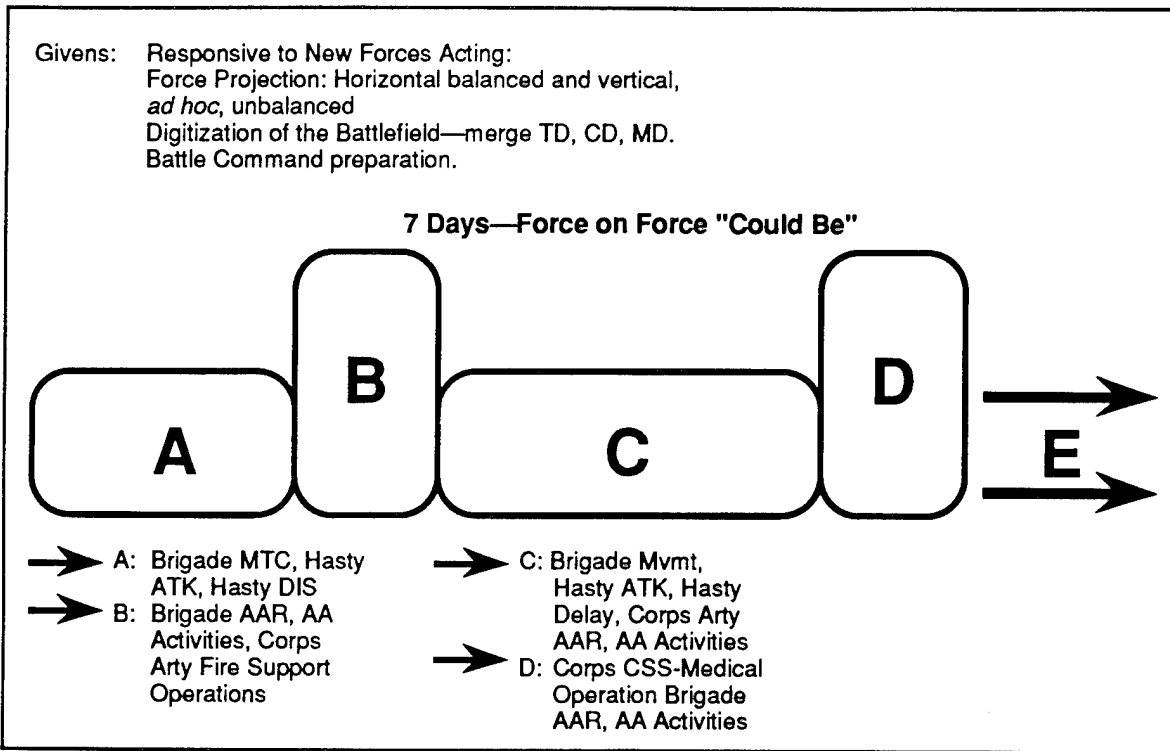 Givens: Responsive to New Forces Acting:
Force Projection: Horizontal balanced and vertical,
ad hoc, unbalanced
Digitization of the Battlefield—merge TD, CD, MD.
Battle Command preparation.
7 Days—Force on Force "Could Be"
A
B
C
D
E
A: Brigade MTC, Hasty
ATK, Hasty DIS
B: Brigade AAR, AA
Activities, Corps
Arty Fire Support
Operations
C: Brigade Mvmt,
Hasty ATK, Hasty
Delay, Corps Arty
AAR, AA Activities
D: Corps CSS-Medical
Operation Brigade
AAR, AA Activities